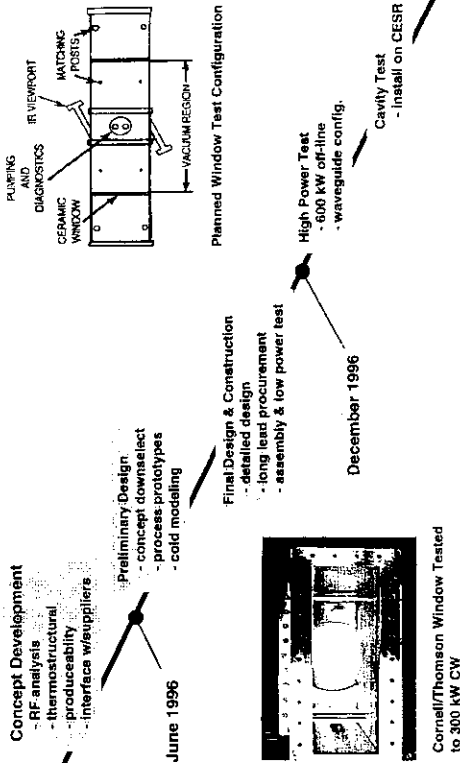 Concept Development
- RF analysis
- thermostructural
- produceablity
- interface w/suppliers
June 1996
Preliminary Design
- concept downselect
- process prototypes
- cold modeling
Final Design & Construction
- detailed design
- long lead procurement
- assembly & low power test
December 1996
High Power Test
- 600 kW off-line
- waveguide config.
Cavity Test
- install on CESR
PUMPING
AND
DIAGNOSTICS
IR VIEWPORT
MATCHING
POSTS
CERAMIC
WINDOW
VACUUM REGION
Planned Window Test Configuration
Cornell/Thomson Window Tested
to 300 kW CW